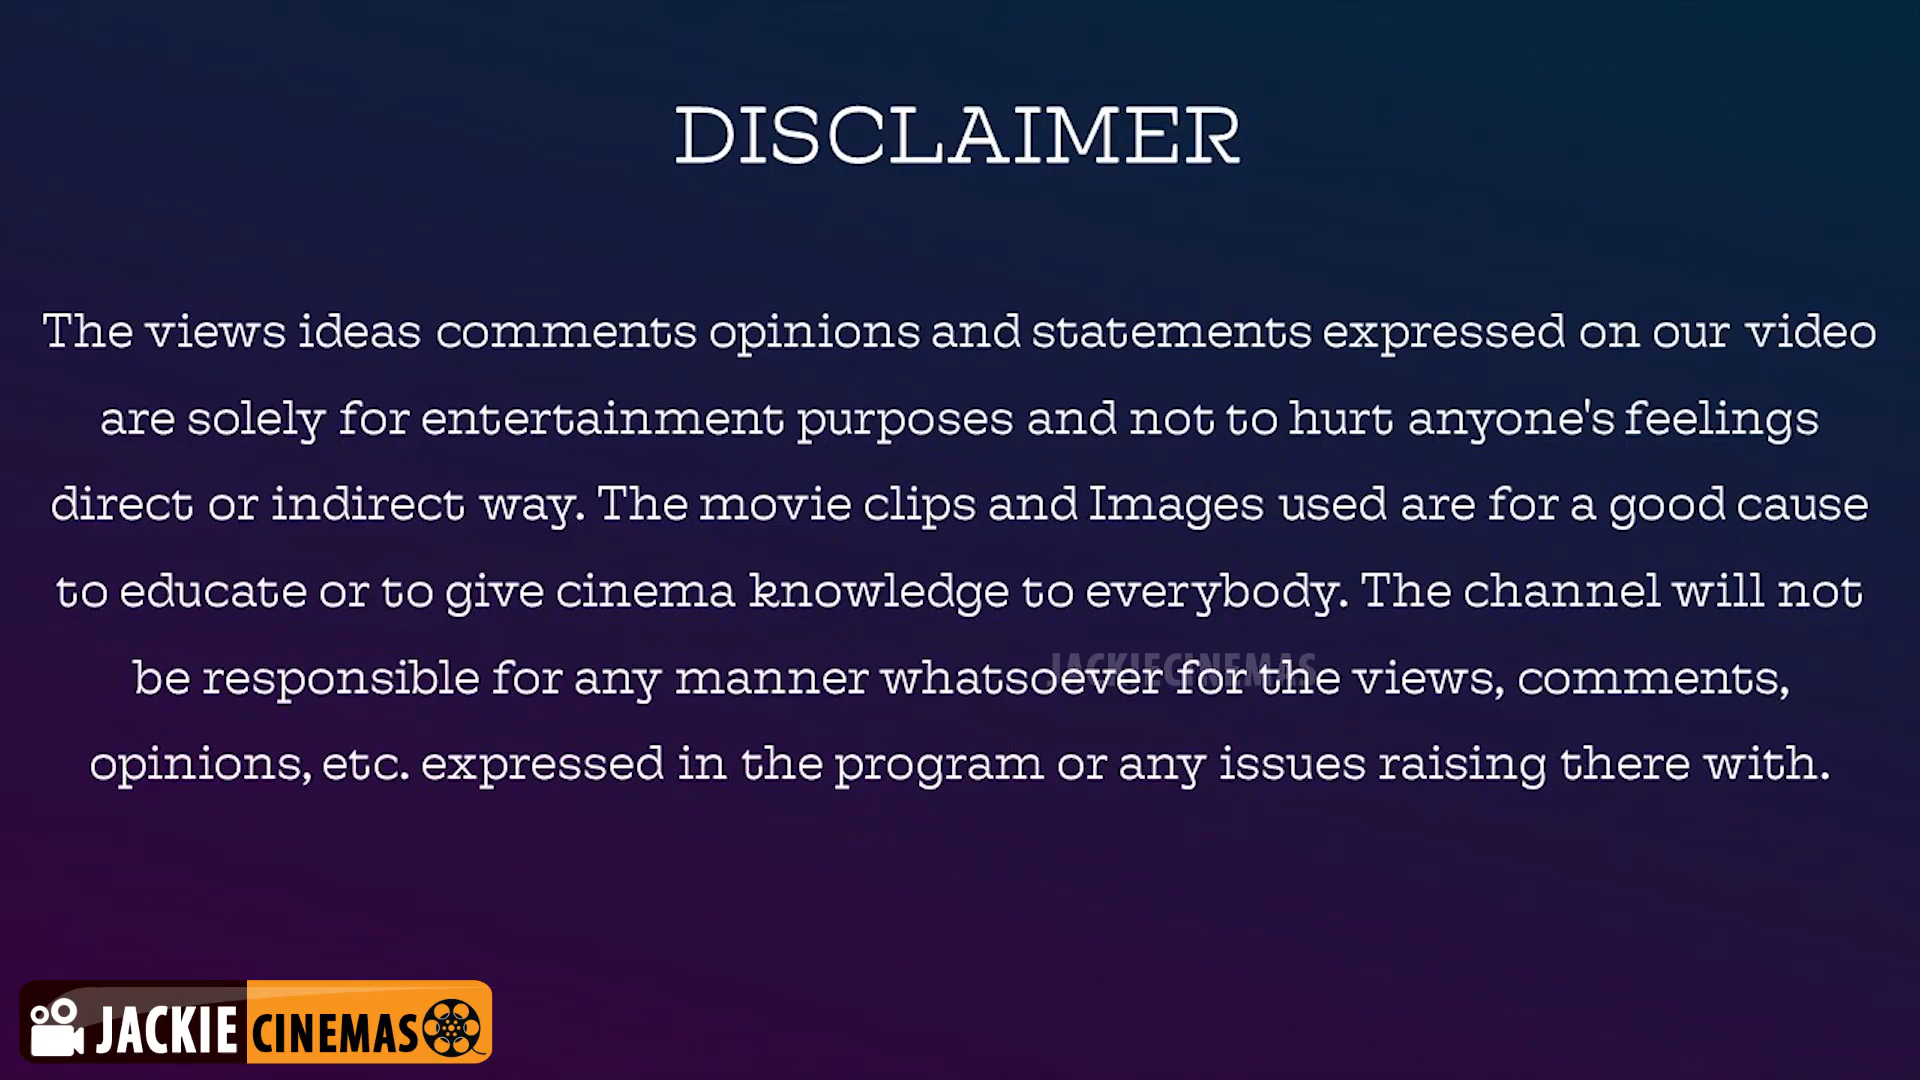 DISCLAIMER
The views ideas comments opinions and statements expressed on our video
are solely for entertainment purposes and not to hurt anyone's feelings
direct or indirect way. The movie clips and Images used are for a good cause
to educate or to give cinema knowledge to everybody. The channel will not
be responsible for any manner whatsoever for the views, comments,
opinions, etc. expressed in the program or any issues raising there with.
JACKIECINEMAS
JACKIE CINEMAS